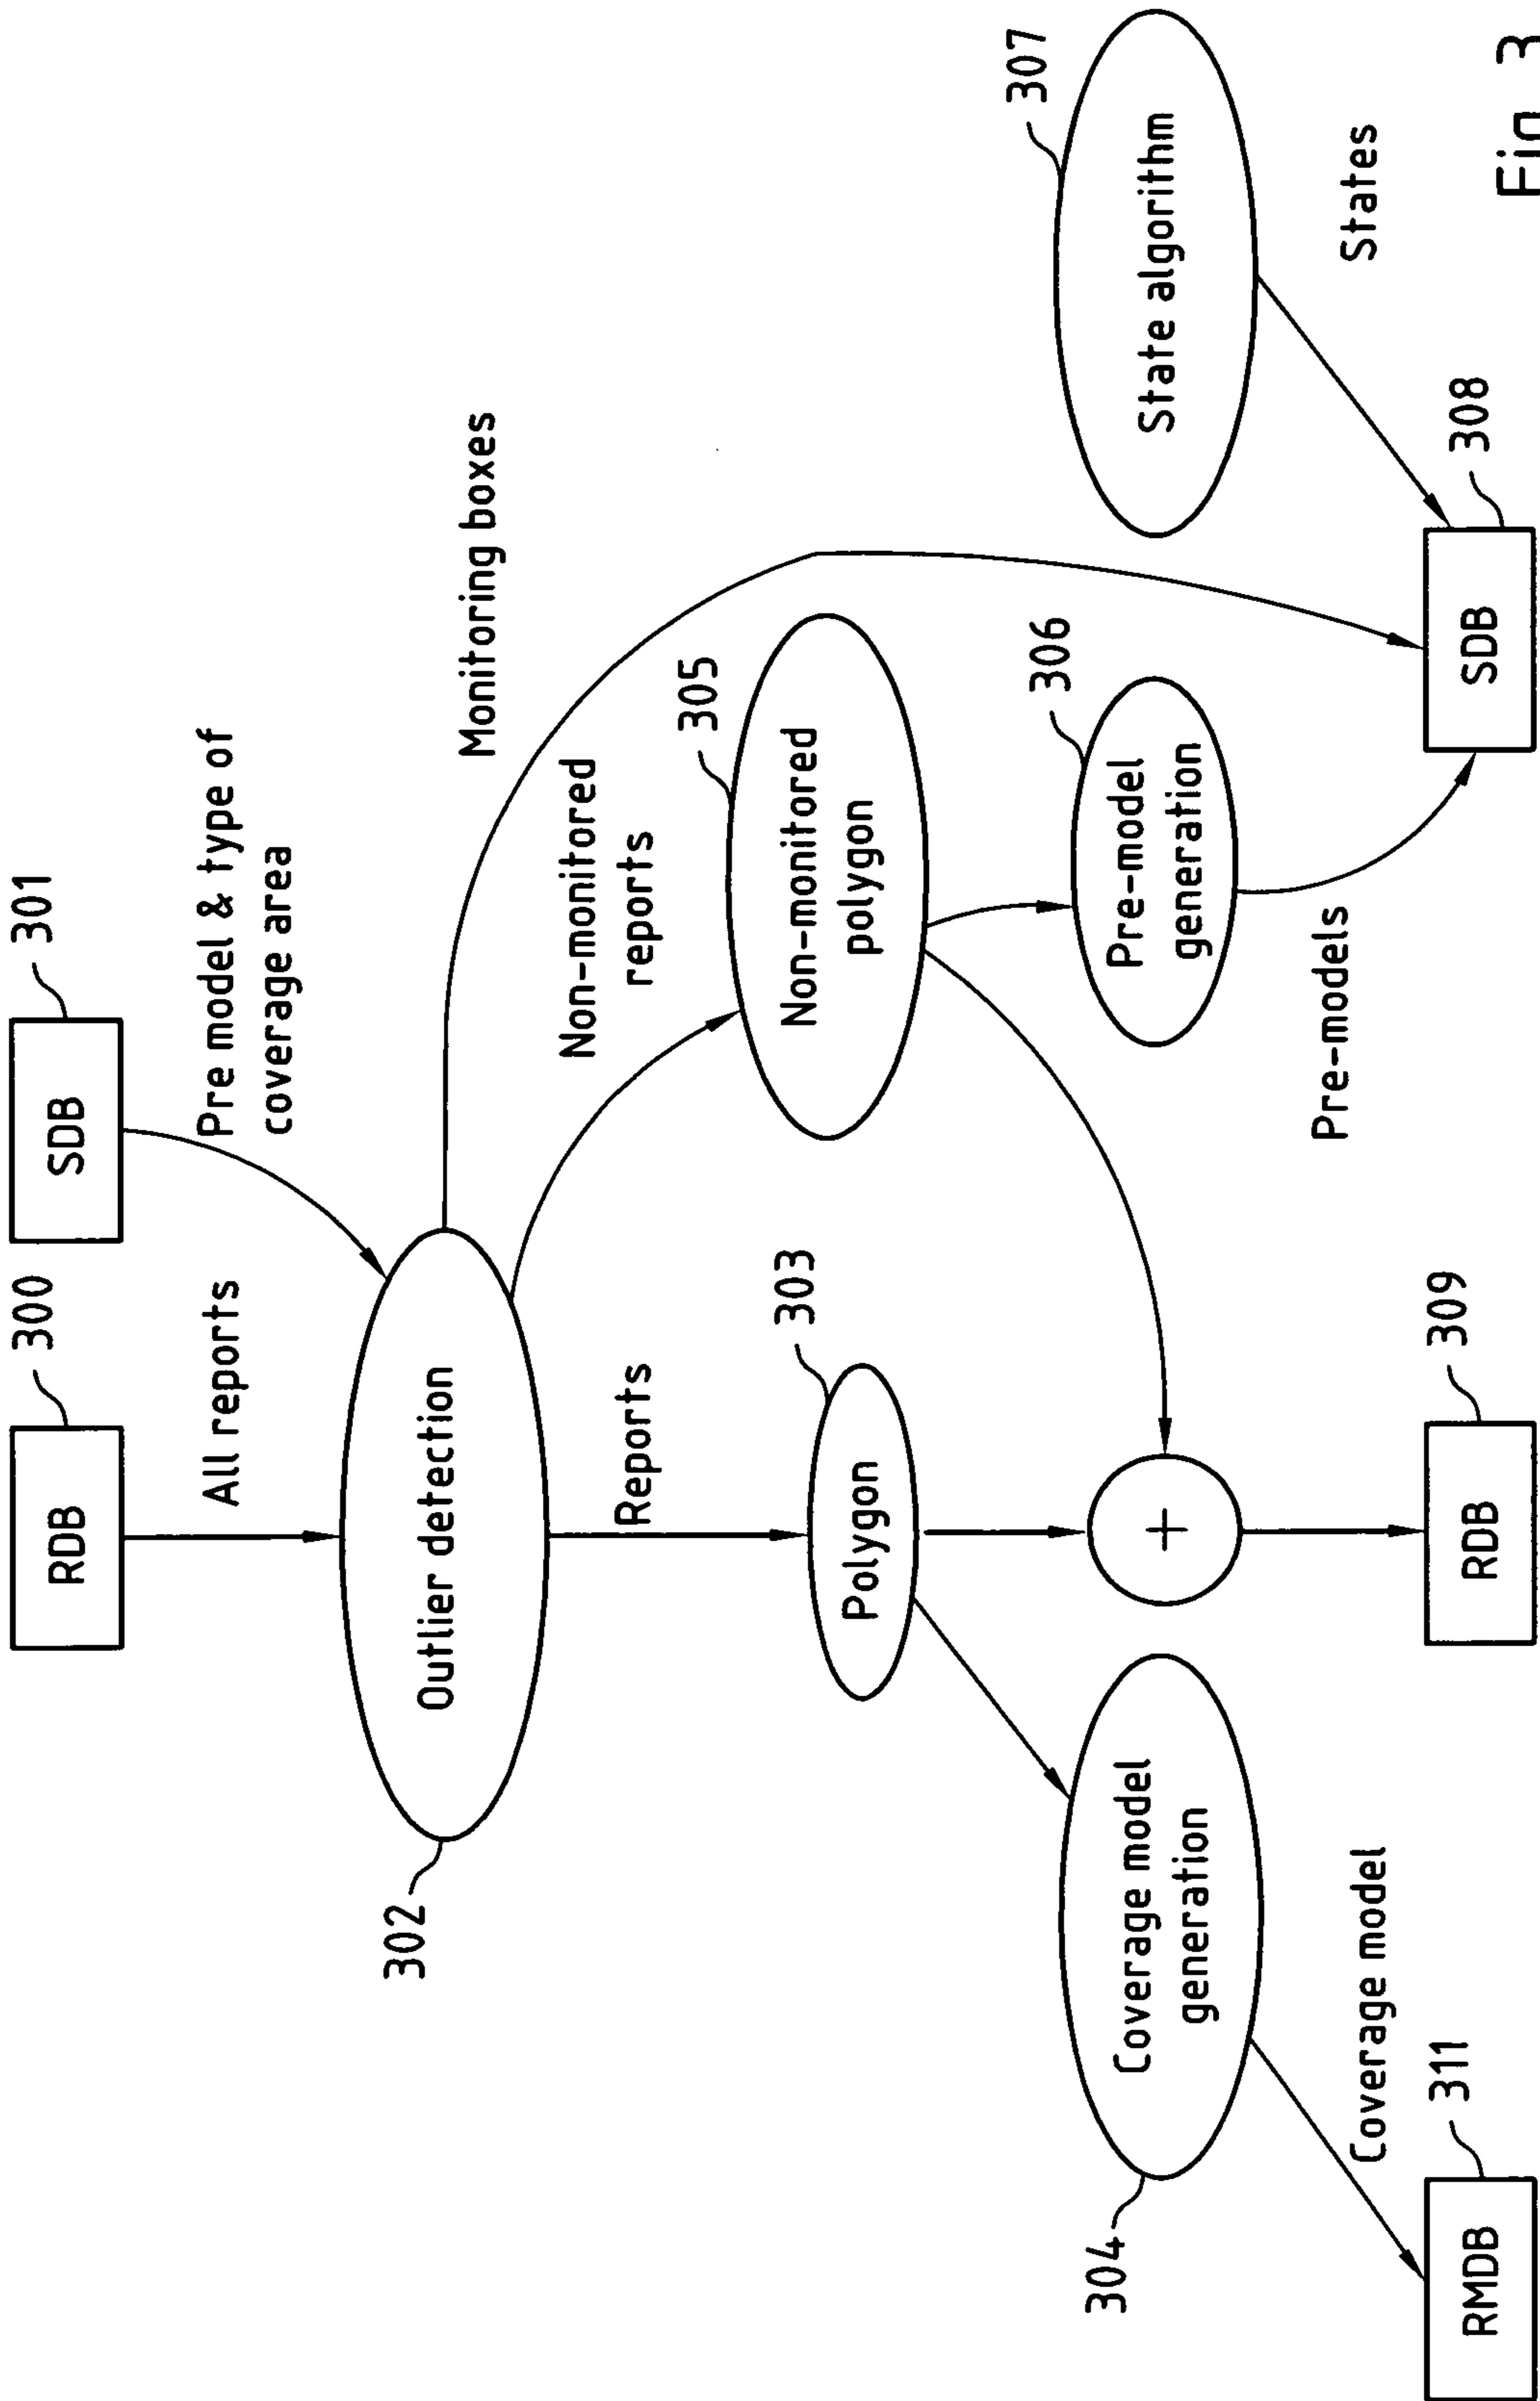 RDB
300
SDB
301
All reports
Pre model & type of
coverage area
302
Outlier detection
Monitoring boxes
Reports
Non-monitored
reports
303
Polygon
305
Non-monitored
polygon
304
Coverage model
generation
+
306
Pre-model
generation
307
State algorithm
Coverage model
Pre-models
States
RMDB
311
RDB
309
SDB
308
Fig. 3